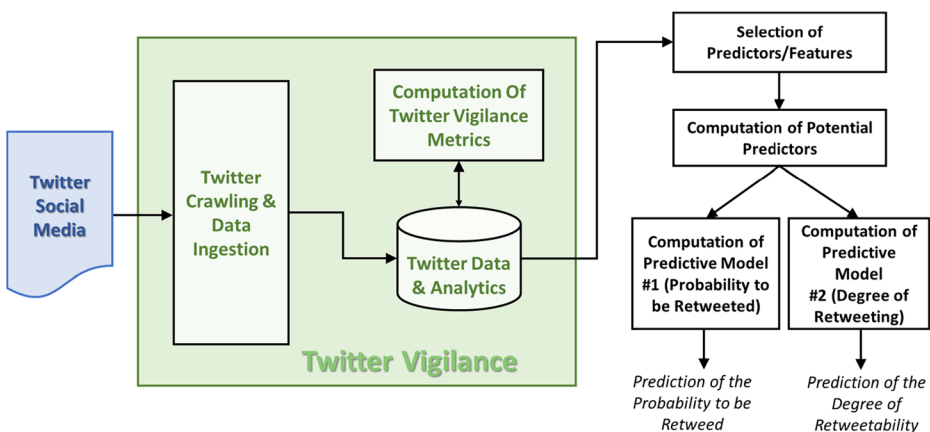 Twitter
Social
Media
Twitter
Crawling &
Data
Ingestion
Computation Of
Twitter Vigilance
Metrics
Twitter Data
& Analytics
Twitter Vigilance
Selection of
Predictors/Features
Computation of Potential
Predictors
Computation of
Predictive Model
#1 (Probability to
be Retweeted)
Computation of
Predictive
Model
#2 (Degree of
Retweeting)
Prediction of the
Probability to be
Retweed
Prediction of the
Degree of
Retweetability